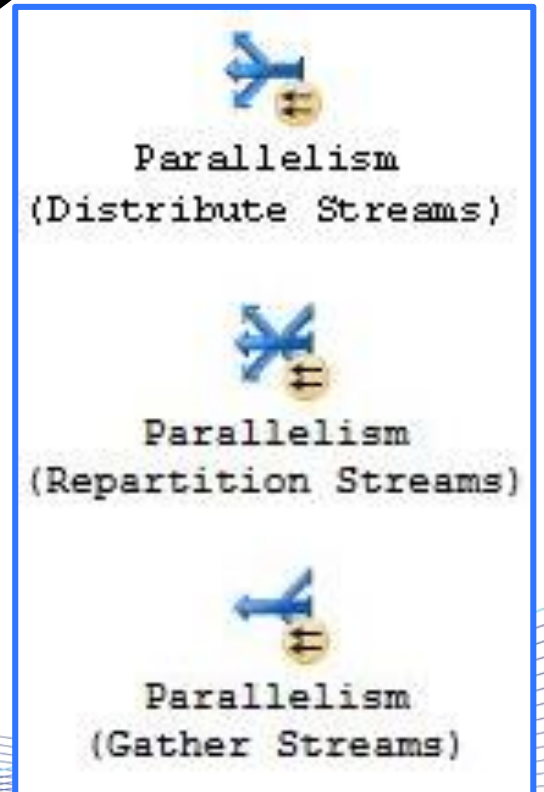 Parallelism
(Distribute Streams)
Parallelism
(Repartition Streams)
Parallelism
(Gather Streams)